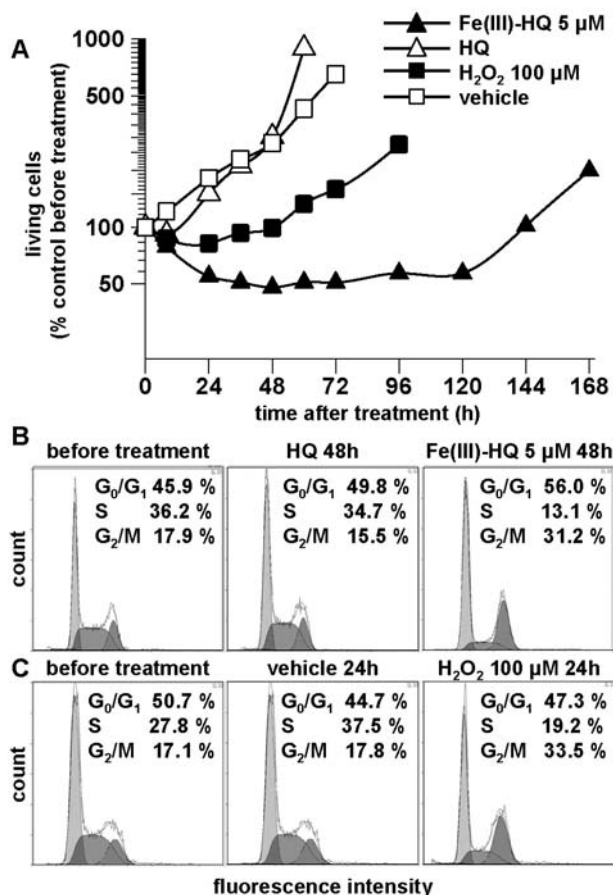 A
1000
500
100
50
living cells
(% control before treatment)
Fe(III)-HQ 5 µM
HQ
H₂O₂ 100 µM
vehicle
0 24 48 72 96 120 144 168
time after treatment (h)
B
before treatment
G₀/G₁ 45.9 %
S 36.2 %
G₂/M 17.9 %
HQ 48h
G₀/G₁ 49.8 %
S 34.7 %
G₂/M 15.5 %
Fe(III)-HQ 5 µM 48h
G₀/G₁ 56.0 %
S 13.1 %
G₂/M 31.2 %
count
C
before treatment
G₀/G₁ 50.7 %
S 27.8 %
G₂/M 17.1 %
vehicle 24h
G₀/G₁ 44.7 %
S 37.5 %
G₂/M 17.8 %
H₂O₂ 100 µM 24h
G₀/G₁ 47.3 %
S 19.2 %
G₂/M 33.5 %
count
fluorescence intensity